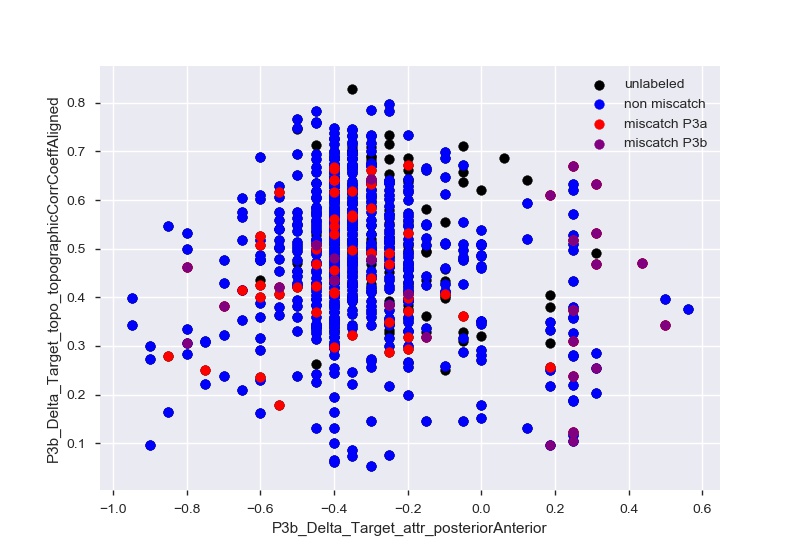 unlabeled
non miscatch
miscatch P3a
miscatch P3b
P3b_Delta_Target_topo_topographicCorrCoeffAligned
0.8
0.7
0.6
0.5
0.4
0.3
0.2
0.1
−1.0 −0.8 −0.6 −0.4 −0.2 0.0 0.2 0.4 0.6
P3b_Delta_Target_attr_posteriorAnterior